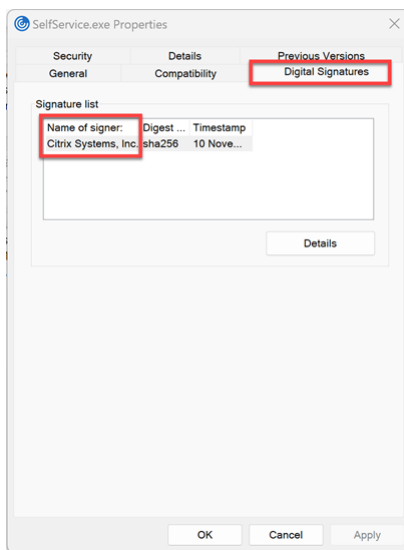 SelfService.exe Properties
Security Details Previous Versions
General Compatibility Digital Signatures
Signature list
Name of signer: Digest ... Timestamp
Citrix Systems, Inc. sha256 10 Nove...
Details
OK Cancel Apply